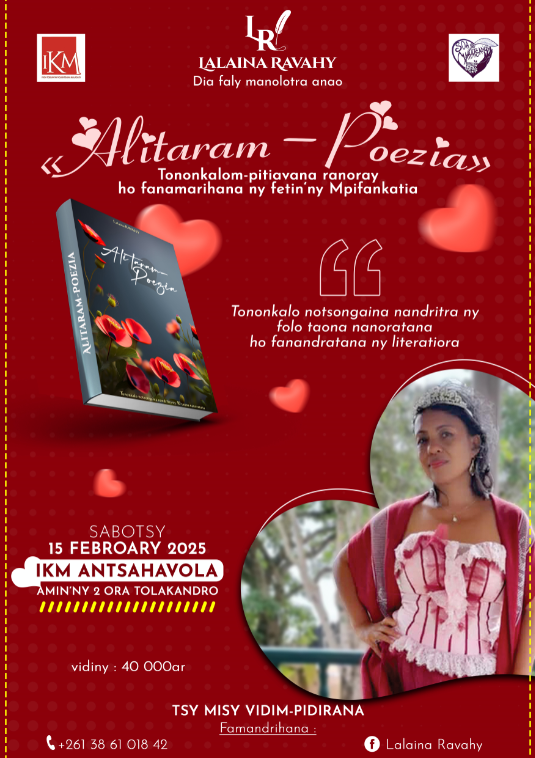 LR
LALAINA RAVAHY
Dia faly manolotra anao
IKM
« Alitaram – Poezia »
Tononkalom-pitiavana ranoray
ho fanamarihana ny fetin'ny Mpifankatia
Alitaram
Poezia
ALITARAM-POEZIA
Tononkalo notsongaina nandritra ny
folo taona nanoratana
ho fanandratana ny literatiora
SABOTSY
15 FEBROARY 2025
IKM ANTSAHAVOLA
AMIN'NY 2 ORA TOLAKANDRO
vidiny : 40 000ar
TSY MISY VIDIM-PIDIRANA
Famandrihana :
+261 38 61 018 42
Lalaina Ravahy